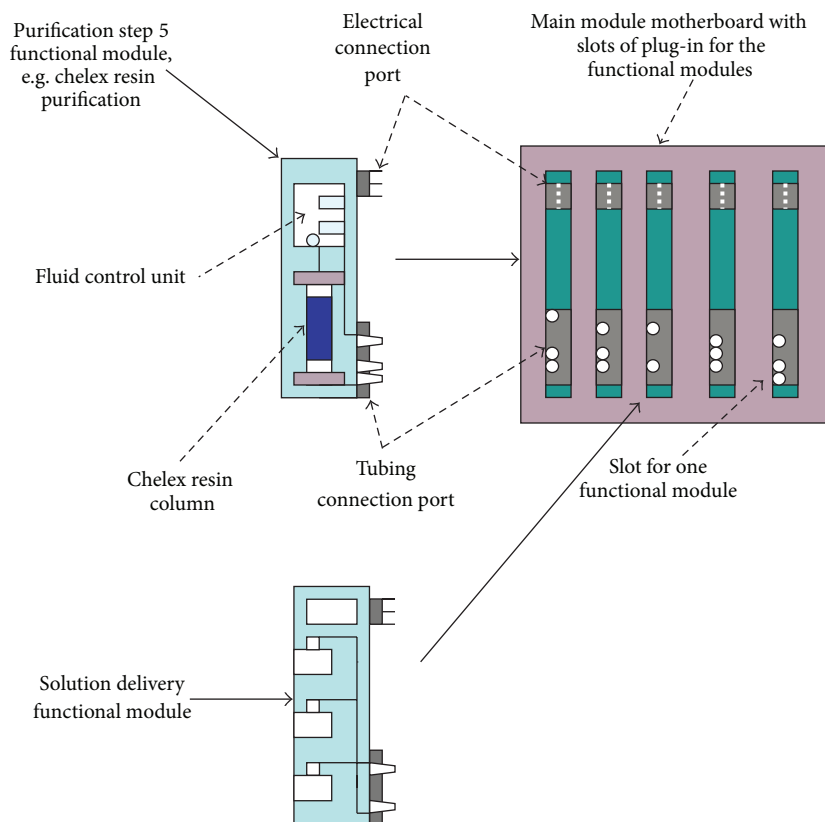 Purification step 5
functional module,
e.g. chelex resin
purification
Electrical
connection
port
Main module motherboard with
slots of plug-in for the
functional modules
Fluid control unit
Chelex resin
column
Tubing
connection port
Slot for one
functional module
Solution delivery
functional module